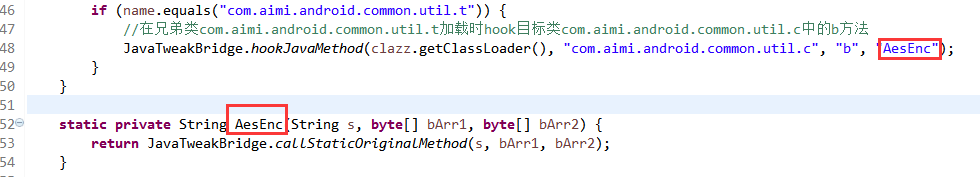 46 if (name.equals("com.aimi.android.common.util.t")) {
47 //在兄弟类com.aimi.android.common.util.t加载时hook目标类com.aimi.android.common.util.c中的b方法
48 JavaTweakBridge.hookJavaMethod(clazz.getClassLoader(), "com.aimi.android.common.util.c", "b", "AesEnc");
49 }
50 }
51
52 static private String AesEnc(String s, byte[] bArr1, byte[] bArr2) {
53 return JavaTweakBridge.callStaticOriginalMethod(s, bArr1, bArr2);
54 }